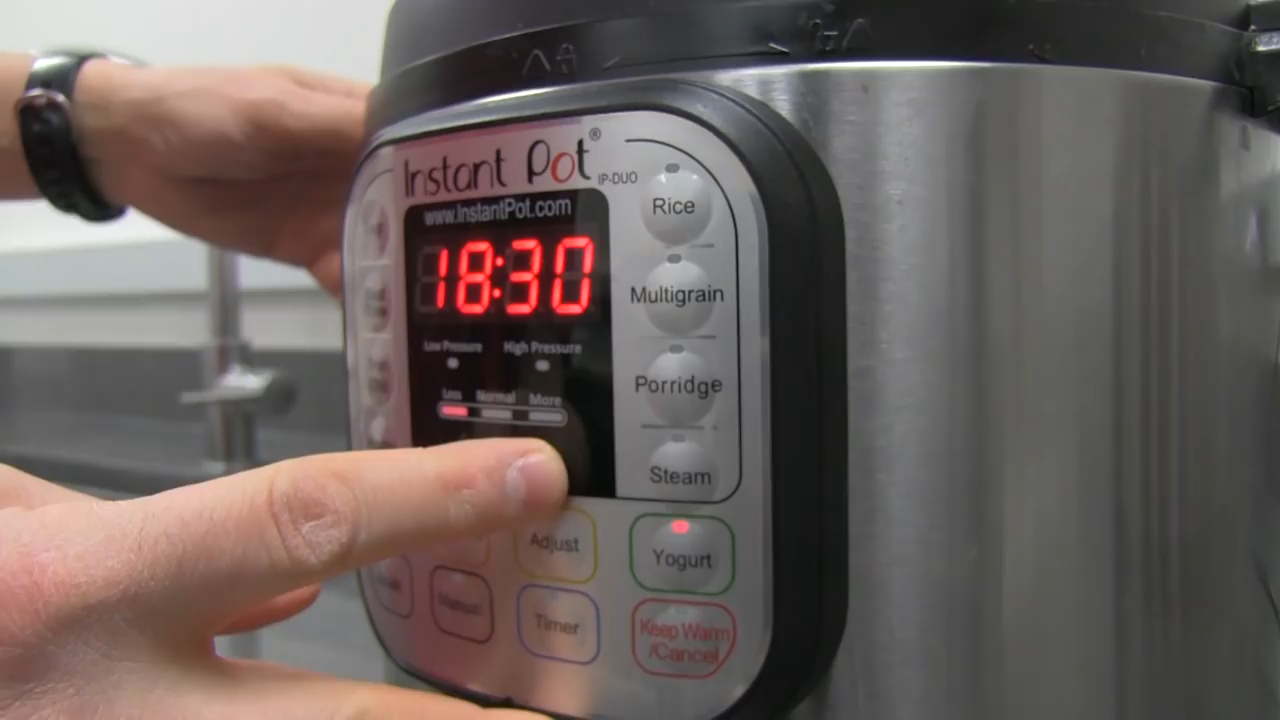 Instant Pot®
IP-DUO
www.InstantPot.com
18:30
Low Pressure High Pressure
Less Normal More
Rice
Multigrain
Porridge
Steam
Adjust
Yogurt
Manual
Timer
Keep Warm
/Cancel